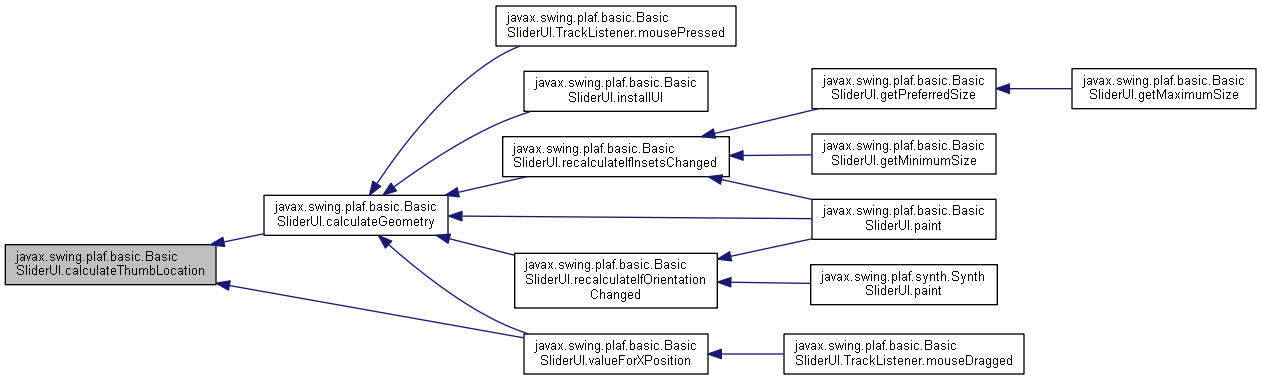 javax.swing.plaf.basic.Basic
SliderUI.TrackListener.mousePressed
javax.swing.plaf.basic.Basic
SliderUI.installUI
javax.swing.plaf.basic.Basic
SliderUI.getPreferredSize
javax.swing.plaf.basic.Basic
SliderUI.getMaximumSize
javax.swing.plaf.basic.Basic
SliderUI.recalculateIfInsetsChanged
javax.swing.plaf.basic.Basic
SliderUI.getMinimumSize
javax.swing.plaf.basic.Basic
SliderUI.calculateGeometry
javax.swing.plaf.basic.Basic
SliderUI.paint
javax.swing.plaf.basic.Basic
SliderUI.calculateThumbLocation
javax.swing.plaf.basic.Basic
SliderUI.recalculateIfOrientation
Changed
javax.swing.plaf.synth.Synth
SliderUI.paint
javax.swing.plaf.basic.Basic
SliderUI.valueForXPosition
javax.swing.plaf.basic.Basic
SliderUI.TrackListener.mouseDragged